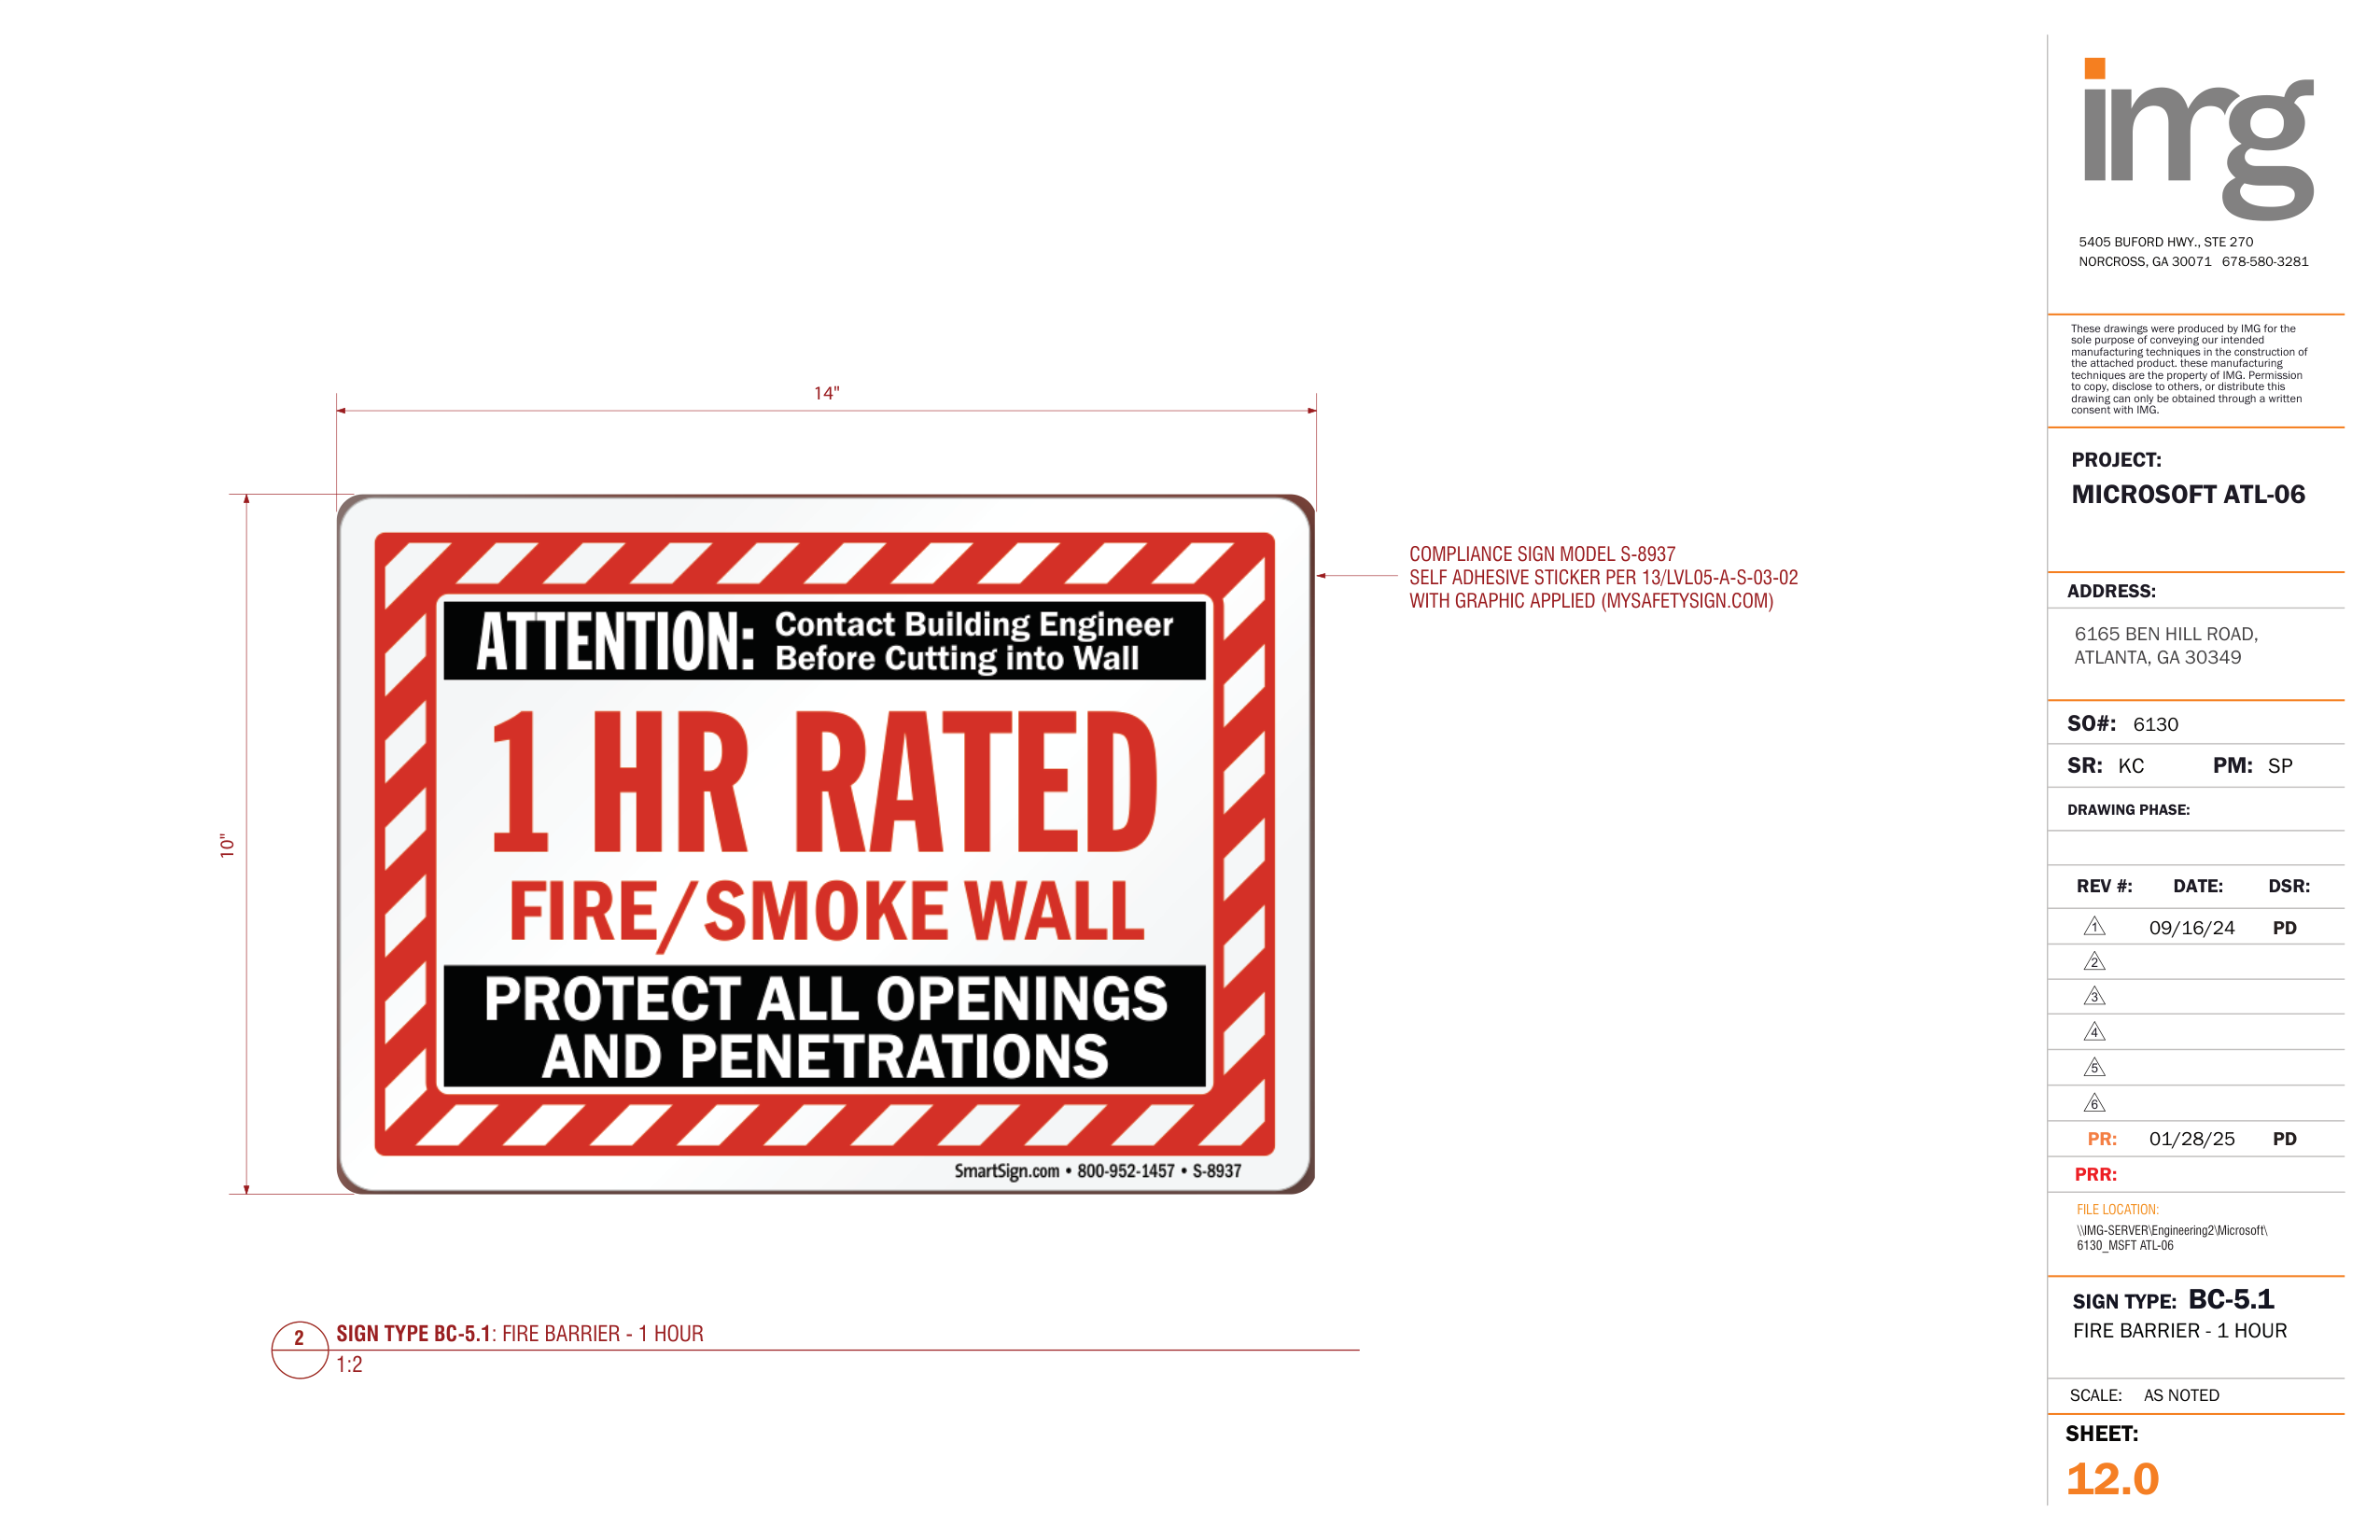 14"
10"
ATTENTION: Contact Building Engineer
Before Cutting into Wall
1 HR RATED
FIRE/SMOKE WALL
PROTECT ALL OPENINGS
AND PENETRATIONS
SmartSign.com • 800-952-1457 • S-8937
COMPLIANCE SIGN MODEL S-8937
SELF ADHESIVE STICKER PER 13/LVL05-A-S-03-02
WITH GRAPHIC APPLIED (MYSAFETYSIGN.COM)
2
SIGN TYPE BC-5.1: FIRE BARRIER - 1 HOUR
1:2
img
5405 BUFORD HWY., STE 270
NORCROSS, GA 30071 678-580-3281
These drawings were produced by IMG for the
sole purpose of conveying our intended
manufacturing techniques in the construction of
the attached product. these manufacturing
techniques are the property of IMG. Permission
to copy, disclose to others, or distribute this
drawing can only be obtained through a written
consent with IMG.
PROJECT:
MICROSOFT ATL-06
ADDRESS:
6165 BEN HILL ROAD,
ATLANTA, GA 30349
SO#: 6130
SR: KC PM: SP
DRAWING PHASE:
REV #: DATE: DSR:
1 09/16/24 PD
2
3
4
5
6
PR: 01/28/25 PD
PRR:
FILE LOCATION:
\\IMG-SERVER\Engineering2\Microsoft\
6130_MSFT ATL-06
SIGN TYPE: BC-5.1
FIRE BARRIER - 1 HOUR
SCALE: AS NOTED
SHEET:
12.0